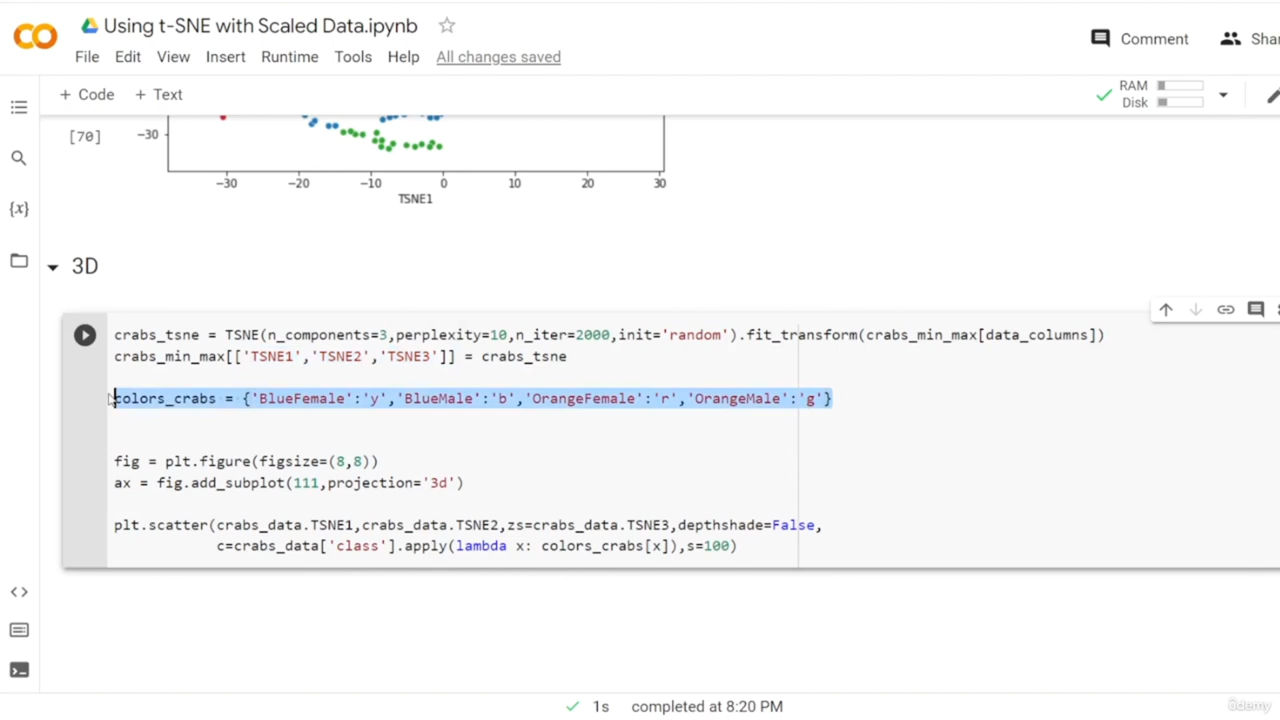 Using t-SNE with Scaled Data.ipynb
Comment
Shar
File Edit View Insert Runtime Tools Help All changes saved
+ Code + Text
RAM
Disk
[70]
−30
−30 −20 −10 0 10 20 30
TSNE1
{x}
3D
crabs_tsne = TSNE(n_components=3,perplexity=10,n_iter=2000,init='random').fit_transform(crabs_min_max[data_columns])
crabs_min_max[['TSNE1','TSNE2','TSNE3']] = crabs_tsne
colors_crabs = {'BlueFemale':'y','BlueMale':'b','OrangeFemale':'r','OrangeMale':'g'}
fig = plt.figure(figsize=(8,8))
ax = fig.add_subplot(111,projection='3d')
plt.scatter(crabs_data.TSNE1,crabs_data.TSNE2,zs=crabs_data.TSNE3,depthshade=False,
c=crabs_data['class'].apply(lambda x: colors_crabs[x]),s=100)
1s completed at 8:20 PM
ûdemy